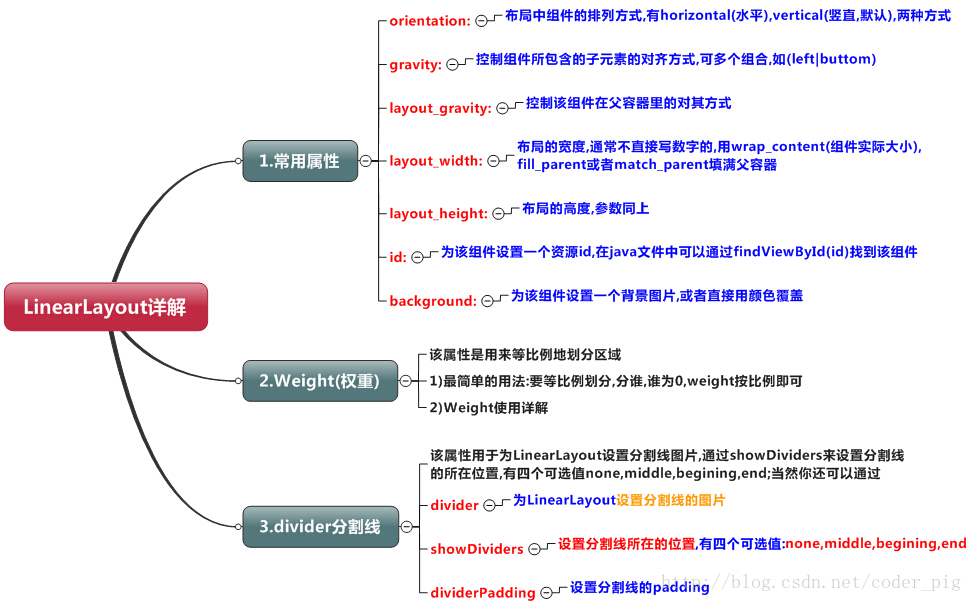 LinearLayout详解
1.常用属性
orientation:
布局中组件的排列方式,有horizontal(水平),vertical(竖直,默认),两种方式
gravity:
控制组件所包含的子元素的对齐方式,可多个组合,如(left|buttom)
layout_gravity:
控制该组件在父容器里的对其方式
layout_width:
布局的宽度,通常不直接写数字的,用wrap_content(组件实际大小),
fill_parent或者match_parent填满父容器
layout_height:
布局的高度,参数同上
id:
为该组件设置一个资源id,在java文件中可以通过findViewById(id)找到该组件
background:
为该组件设置一个背景图片,或者直接用颜色覆盖
2.Weight(权重)
该属性是用来等比例地划分区域
1)最简单的用法:要等比例划分,分谁,谁为0,weight按比例即可
2)Weight使用详解
3.divider分割线
该属性用于为LinearLayout设置分割线图片,通过showDividers来设置分割线
的所在位置,有四个可选值none,middle,begining,end;当然你还可以通过
divider
为LinearLayout设置分割线的图片
showDividers
设置分割线所在的位置,有四个可选值:none,middle,begining,end
dividerPadding
设置分割线的padding
http://blog.csdn.net/coder_pig